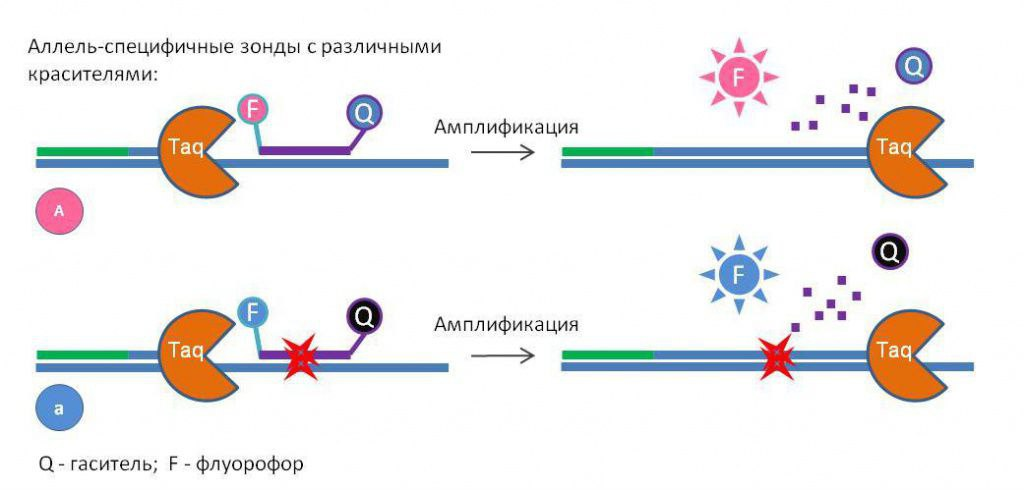 Аллель-специфичные зонды с различными
красителями:
F
Q
Taq
Амплификация
F
Q
Taq
A
F
Q
Taq
Амплификация
F
Q
Taq
a
Q - гаситель; F - флуорофор